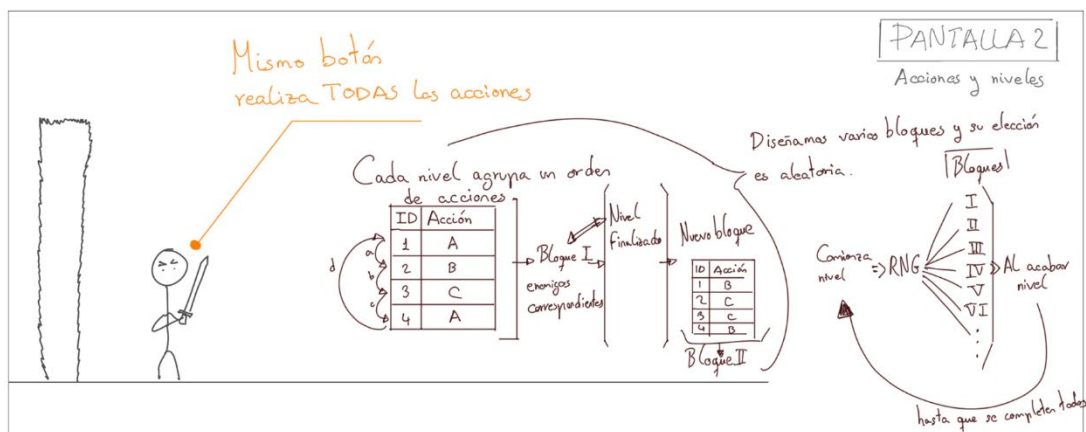 PANTALLA 2
Acciones y niveles
Mismo botón
realiza TODAS las acciones
Cada nivel agrupa un orden
de acciones
ID Acción
1 A
2 B
3 C
4 A
a
b
c
d
Bloque I
enemigos
correspondientes
Nivel
finalizado
Nuevo bloque
ID Acción
1 B
2 C
3 C
4 B
Bloque II
Diseñamos varios bloques y su elección
es aleatoria.
Bloques
I
II
III
IV
V
VI
Comienza
nivel
RNG
Al acabar
nivel
hasta que se completen todos